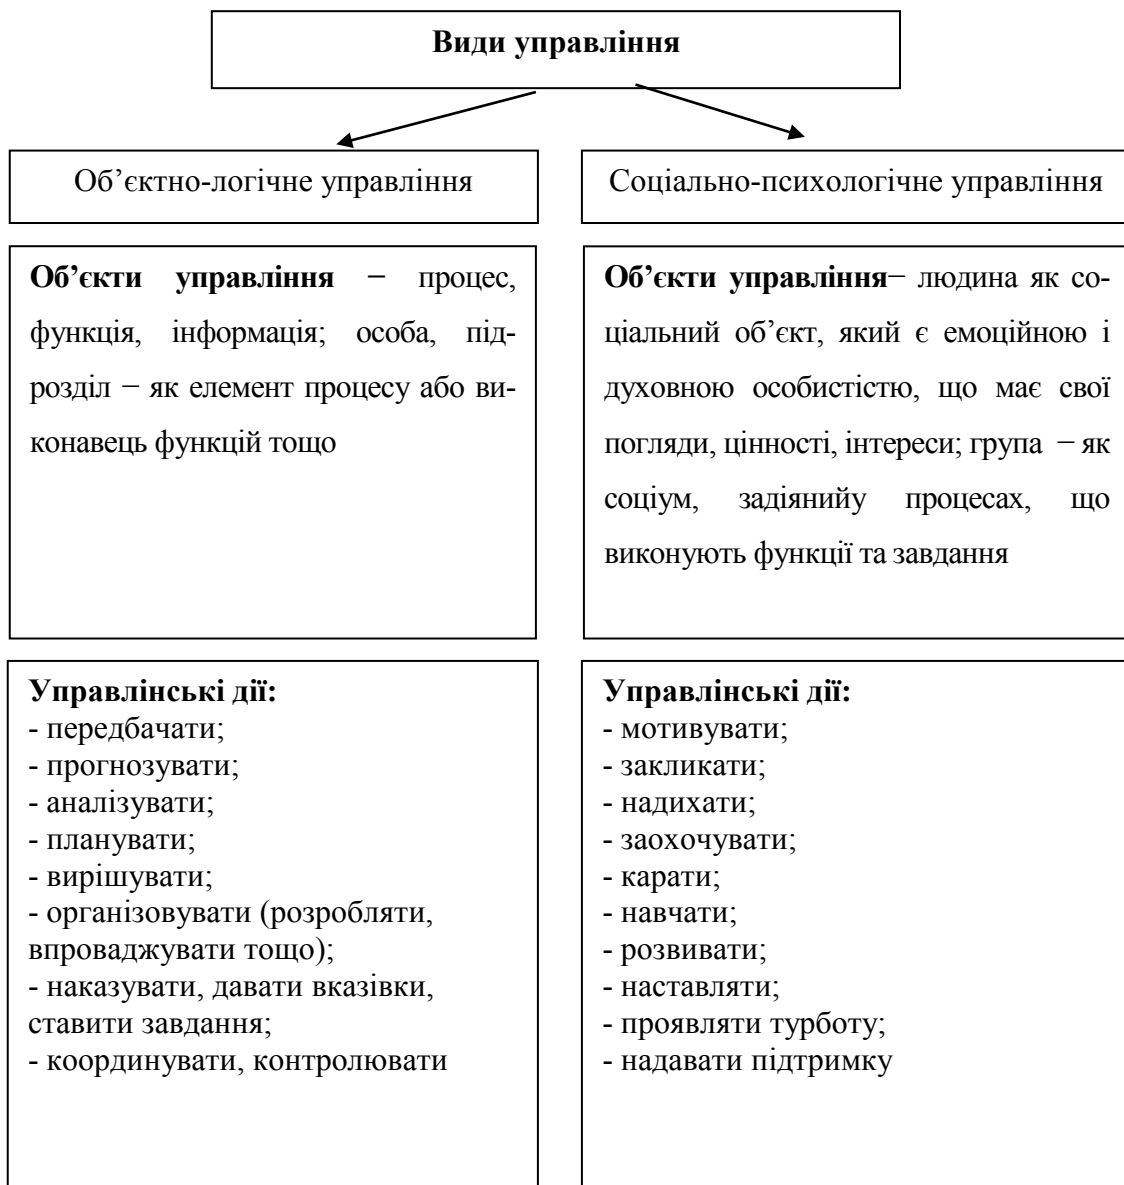 Види управління
Об’єктно-логічне управління
Соціально-психологічне управління
Об’єкти управління − процес,
функція, інформація; особа, під-
розділ − як елемент процесу або ви-
конавець функцій тощо
Об’єкти управління− людина як со-
ціальний об’єкт, який є емоційною і
духовною особистістю, що має свої
погляди, цінності, інтереси; група − як
соціум, задіянийу процесах, що
виконують функції та завдання
Управлінські дії:
- передбачати;
- прогнозувати;
- аналізувати;
- планувати;
- вирішувати;
- організовувати (розробляти,
впроваджувати тощо);
- наказувати, давати вказівки,
ставити завдання;
- координувати, контролювати
Управлінські дії:
- мотивувати;
- закликати;
- надихати;
- заохочувати;
- карати;
- навчати;
- розвивати;
- наставляти;
- проявляти турботу;
- надавати підтримку